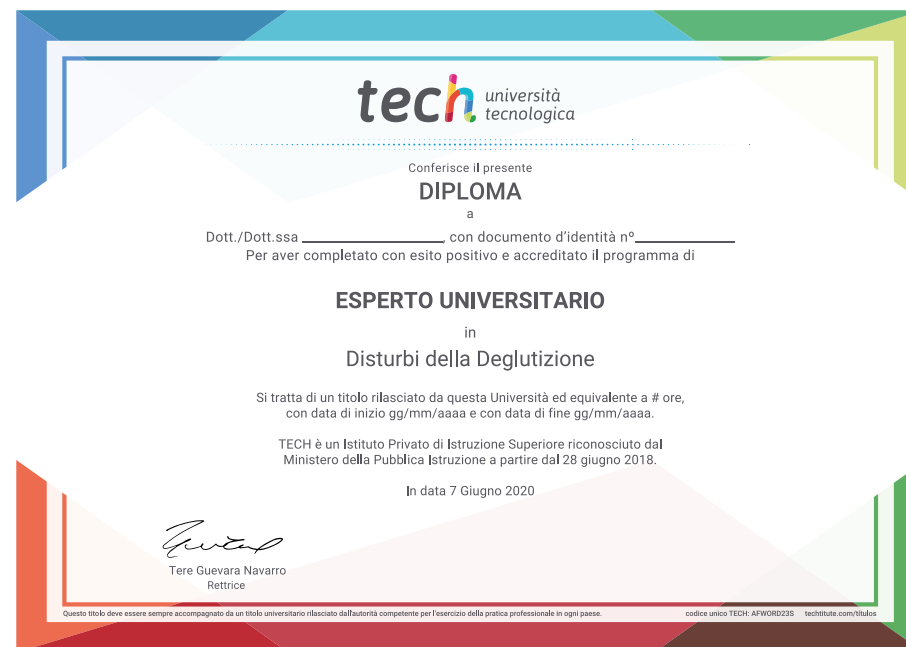 tech università
tecnologica
Conferisce il presente
DIPLOMA
a
Dott./Dott.ssa ____________________, con documento d'identità nº______________
Per aver completato con esito positivo e accreditato il programma di
ESPERTO UNIVERSITARIO
in
Disturbi della Deglutizione
Si tratta di un titolo rilasciato da questa Università ed equivalente a # ore,
con data di inizio gg/mm/aaaa e con data di fine gg/mm/aaaa.
TECH è un Istituto Privato di Istruzione Superiore riconosciuto dal
Ministero della Pubblica Istruzione a partire dal 28 giugno 2018.
In data 7 Giugno 2020
Tere Guevara Navarro
Rettrice
Questo titolo deve essere sempre accompagnato da un titolo universitario rilasciato dall'autorità competente per l'esercizio della pratica professionale in ogni paese. codice unico TECH: AFWORD23S techtitute.com/títulos